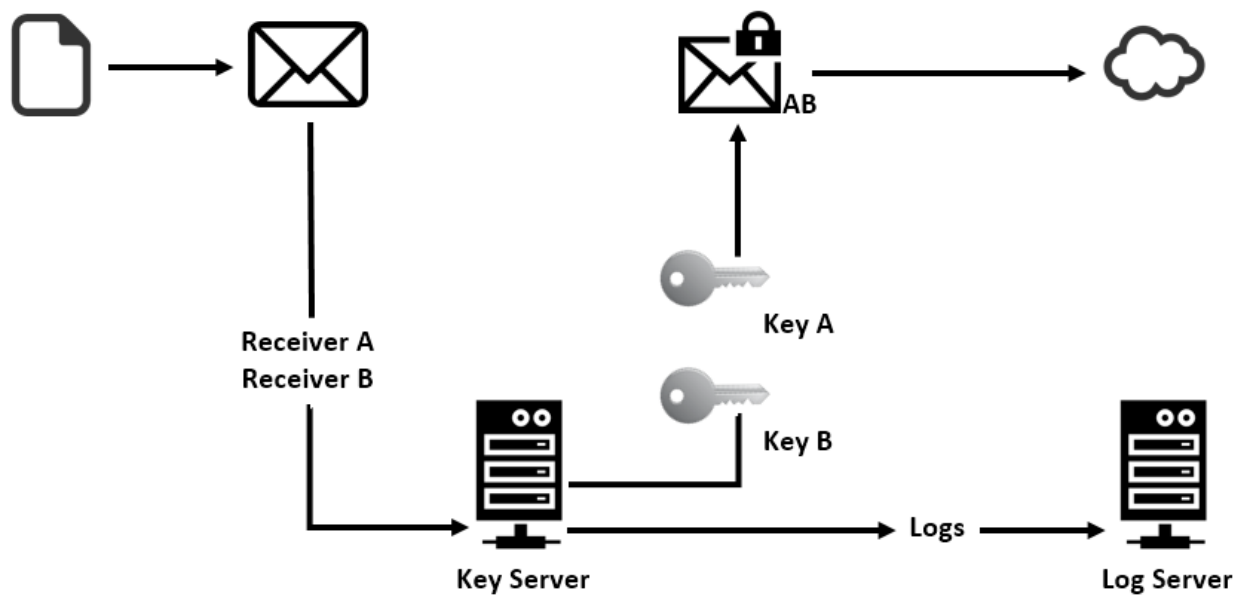 AB
Key A
Receiver A
Receiver B
Key B
Logs
Key Server
Log Server